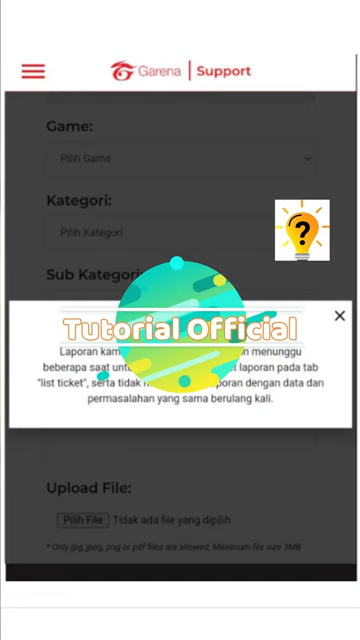 Garena | Support
Game:
Pilih Game
Kategori:
Pilih Kategori
?
Sub Kategori:
Tutorial Official
Laporan kam menunggu
beberapa saat untu laporan pada tab
"list ticket", serta tidak laporan dengan data dan
permasalahan yang sama berulang kali.
Upload File:
Pilih File Tidak ada file yang dipilih
* Only jpg, jpeg, png or pdf files are allowed, Maximum file size 3MB